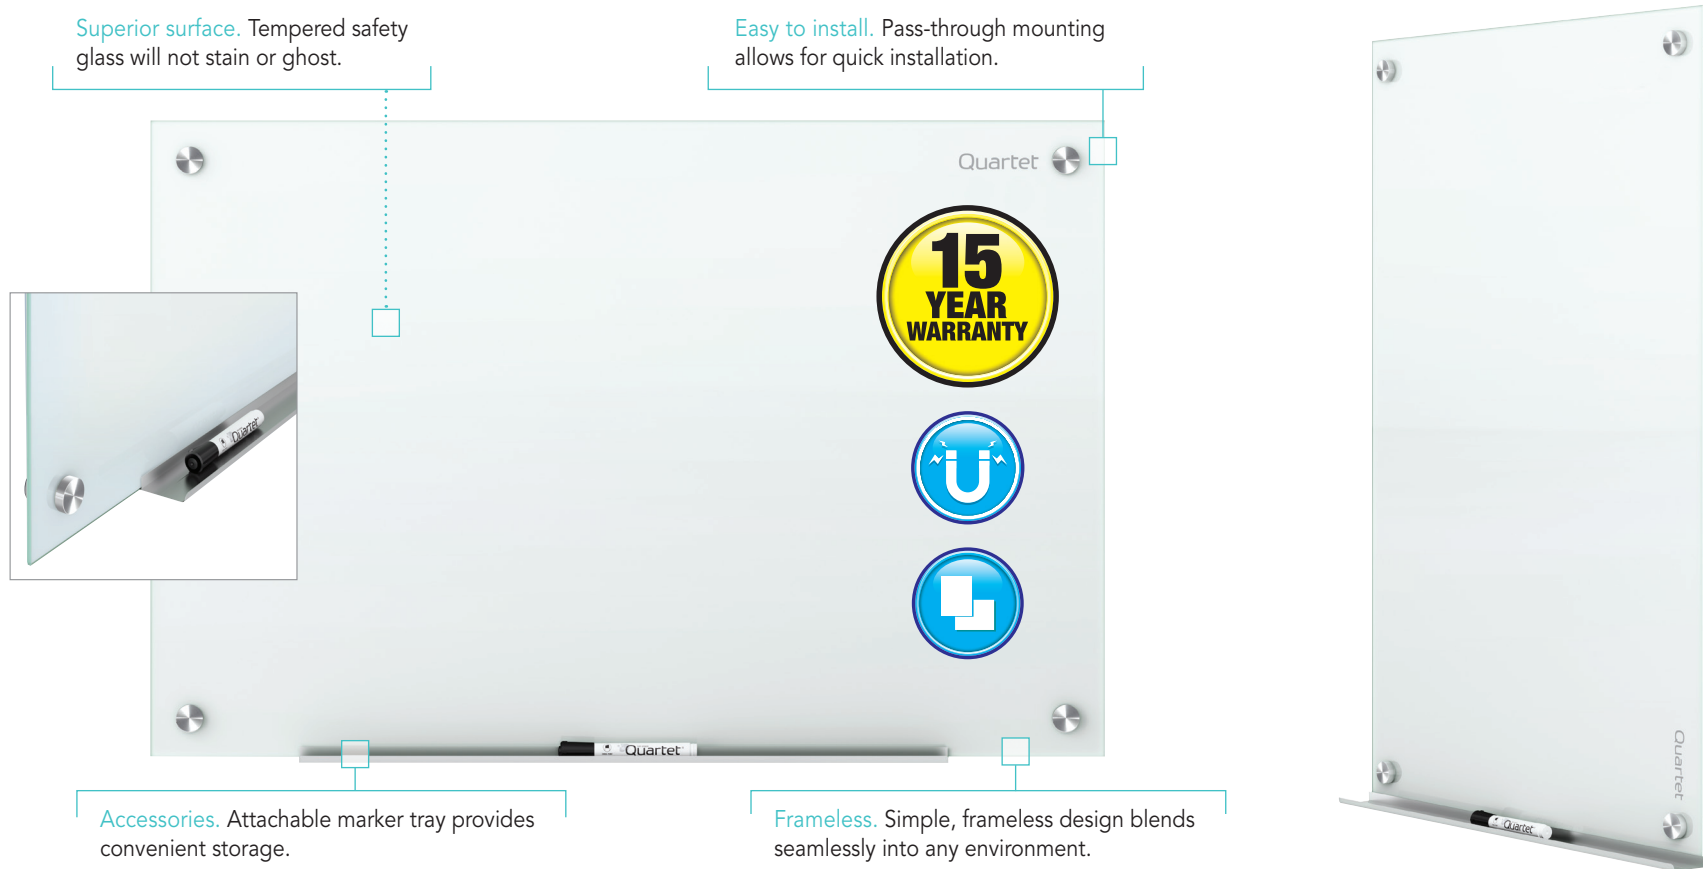 Superior surface. Tempered safety
glass will not stain or ghost.
Easy to install. Pass-through mounting
allows for quick installation.
Quartet
15
YEAR
WARRANTY
Quartet
Quartet
Accessories. Attachable marker tray provides
convenient storage.
Frameless. Simple, frameless design blends
seamlessly into any environment.
Quartet
Quartet